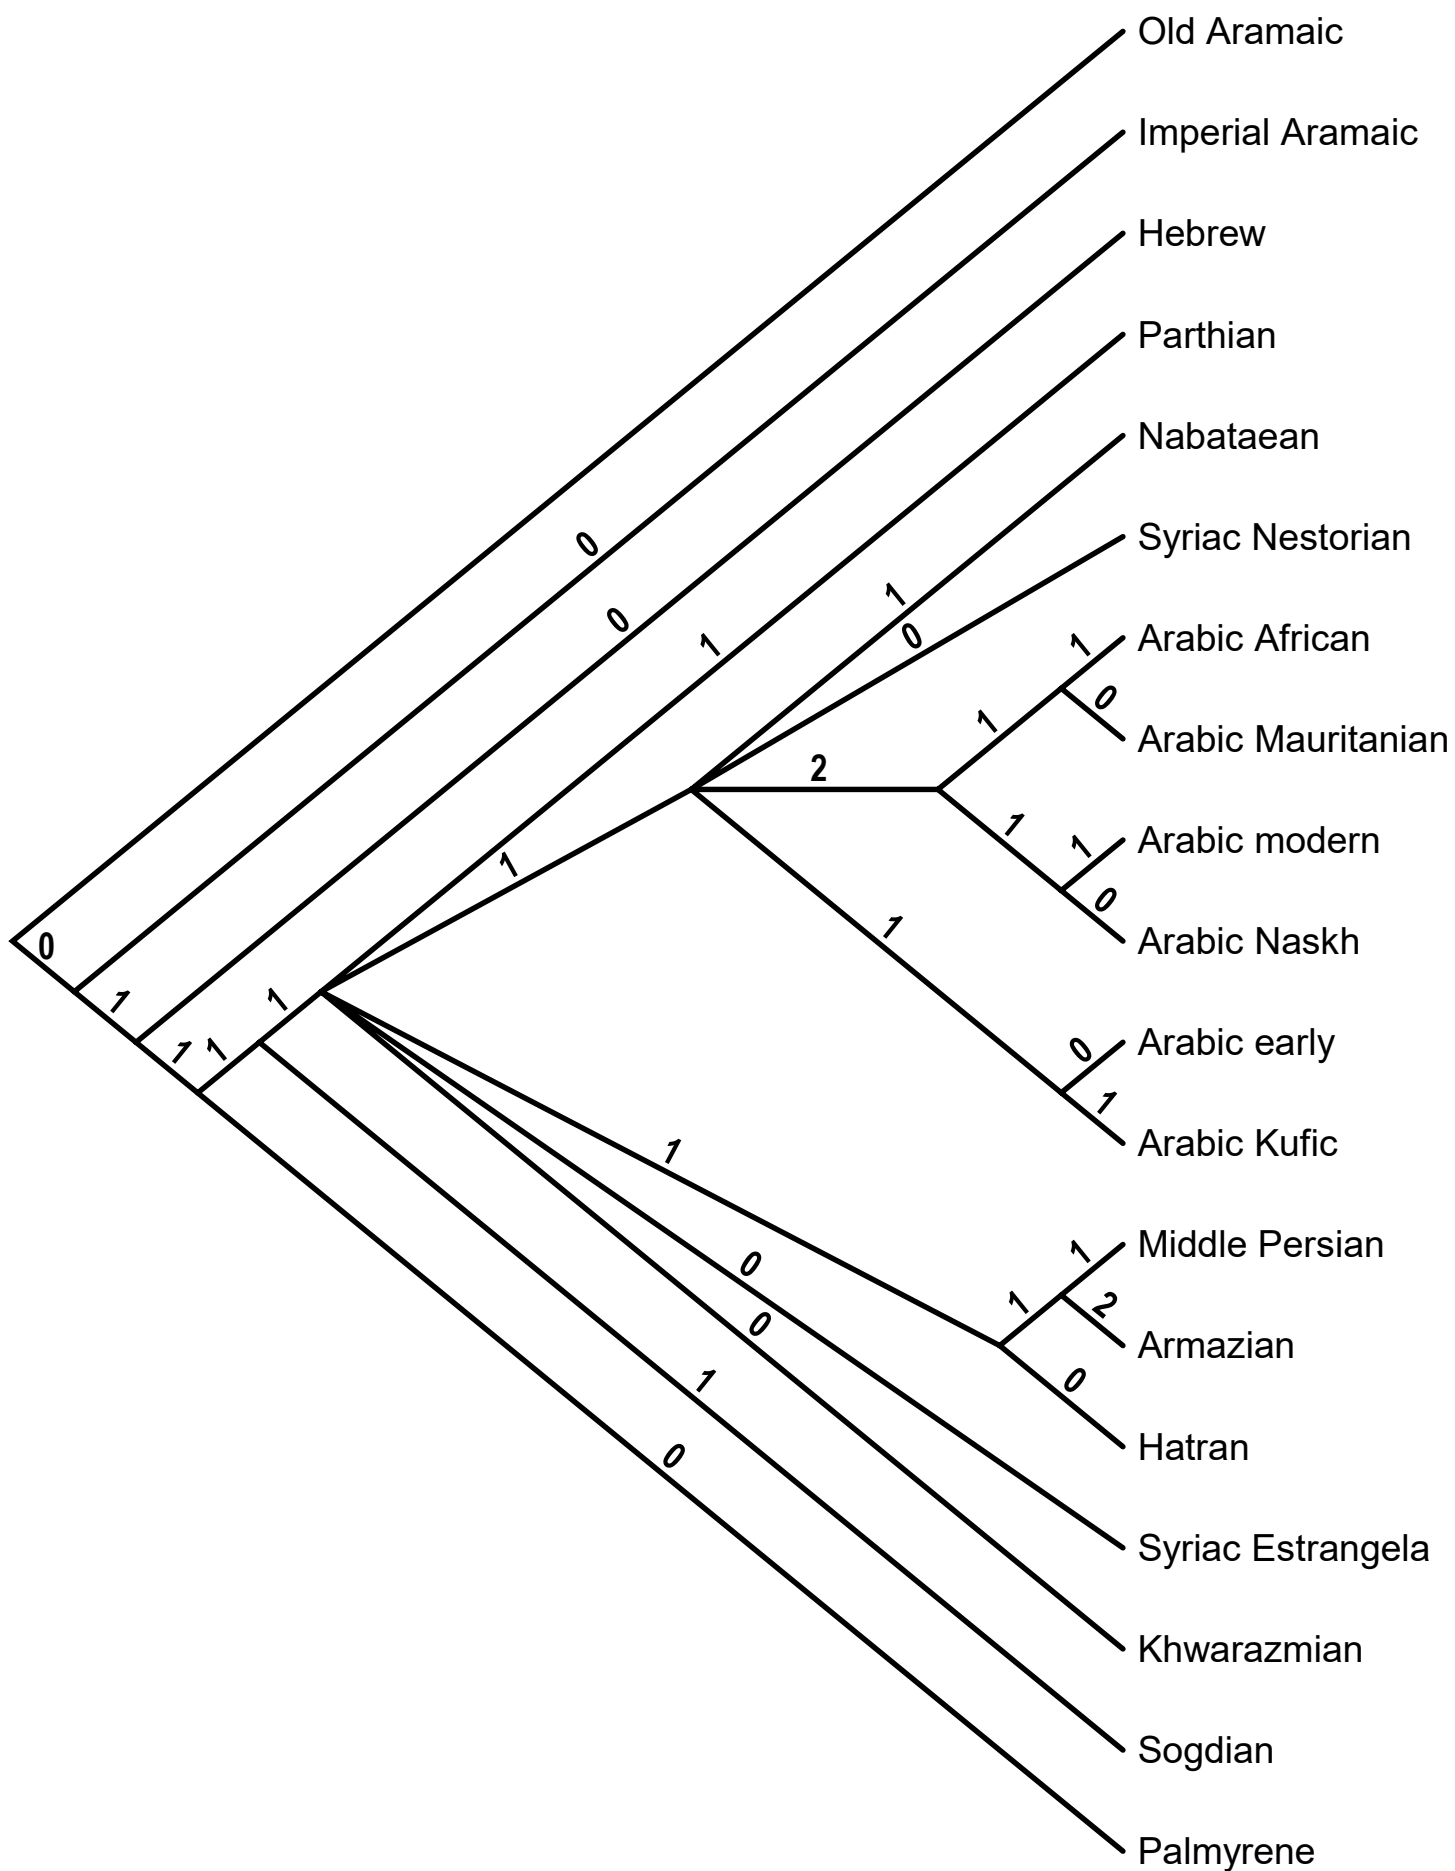 Old Aramaic
Imperial Aramaic
Hebrew
Parthian
Nabataean
0
Syriac Nestorian
1
0
0
1
1
Arabic African
0
1
Arabic Mauritanian
2
1
1
Arabic modern
1
0
1
Arabic Naskh
0
1
1
0
Arabic early
1
1
1
Arabic Kufic
1
1
Middle Persian
0
1
2
0
Armazian
1
0
Hatran
0
Syriac Estrangela
Khwarazmian
Sogdian
Palmyrene